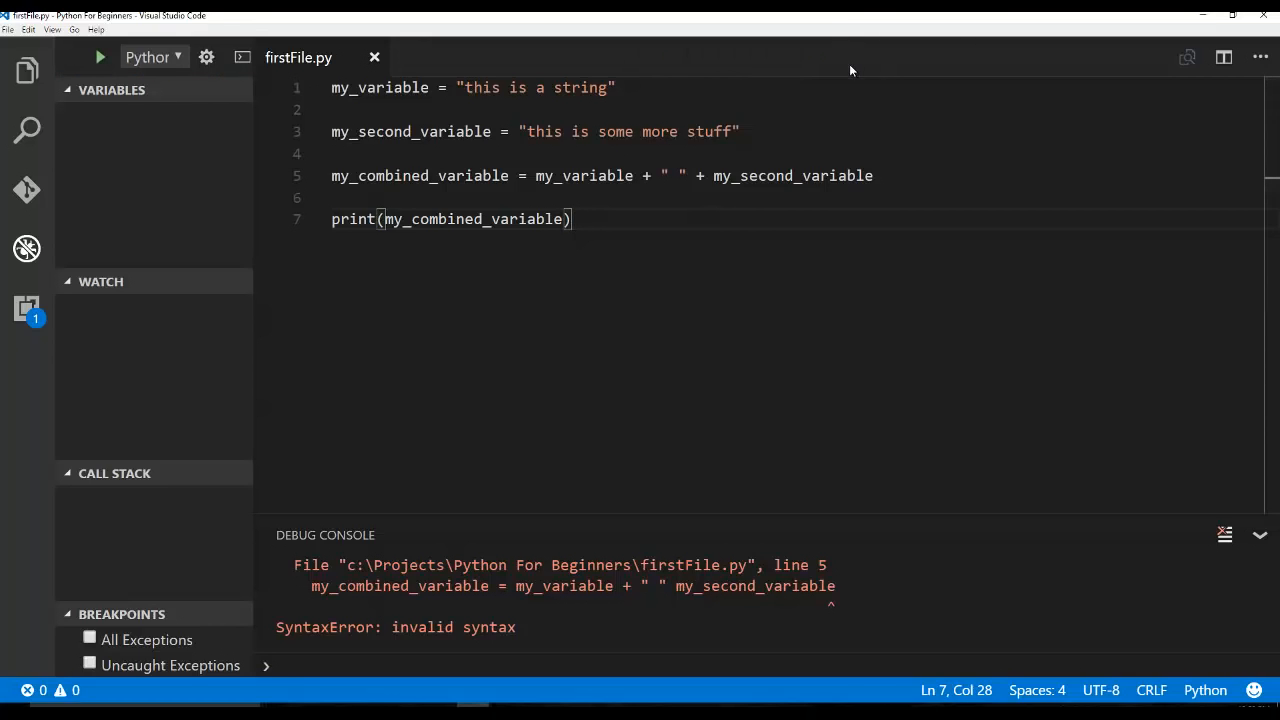 firstFile.py - Python For Beginners - Visual Studio Code
File Edit View Go Help
Python
firstFile.py
VARIABLES
WATCH
CALL STACK
BREAKPOINTS
All Exceptions
Uncaught Exceptions
1
1 my_variable = "this is a string"
2
3 my_second_variable = "this is some more stuff"
4
5 my_combined_variable = my_variable + " " + my_second_variable
6
7 print(my_combined_variable)
DEBUG CONSOLE
File "c:\Projects\Python For Beginners\firstFile.py", line 5
my_combined_variable = my_variable + " " my_second_variable
^
SyntaxError: invalid syntax
0 0 Ln 7, Col 28 Spaces: 4 UTF-8 CRLF Python